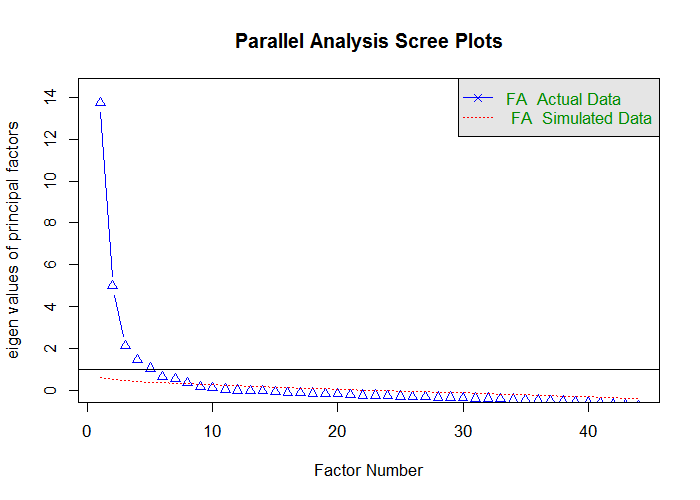 Parallel Analysis Scree Plots
FA Actual Data
FA Simulated Data
eigen values of principal factors
14
12
10
8
6
4
2
0
0 10 20 30 40
Factor Number